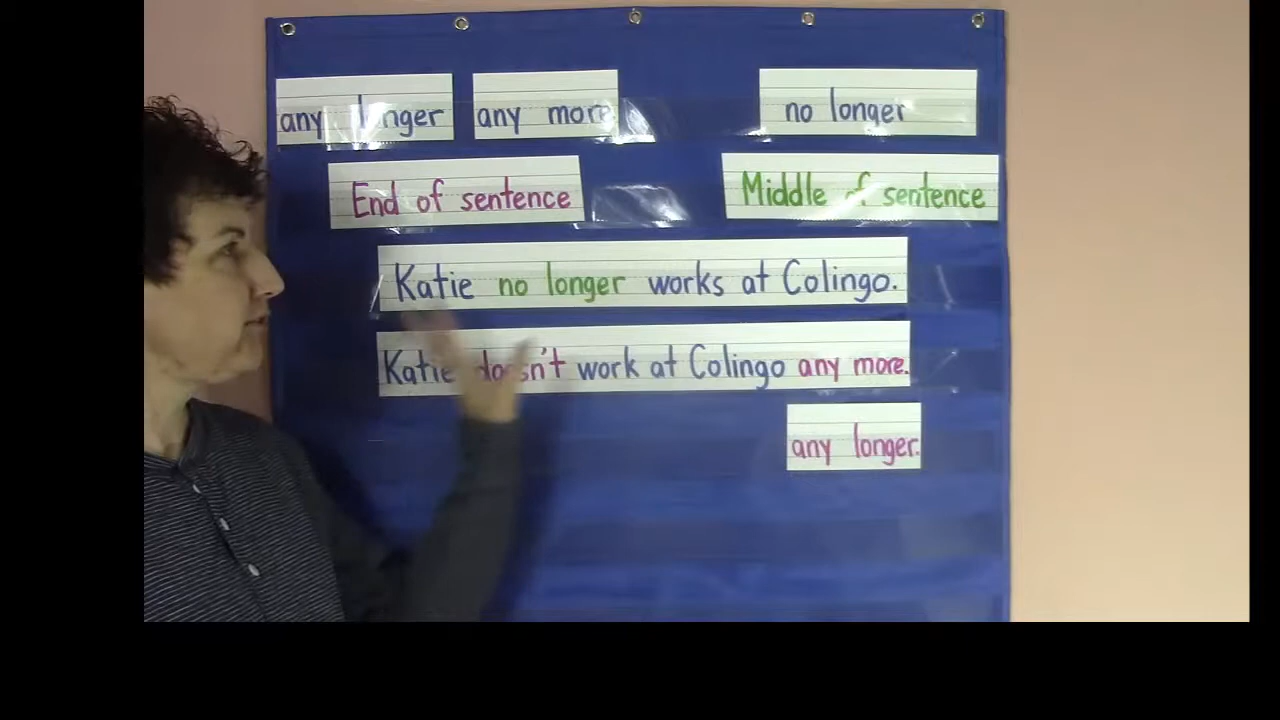 any longer any more no longer
End of sentence Middle of sentence
Katie no longer works at Colingo.
Katie doesn't work at Colingo any more.
any longer.